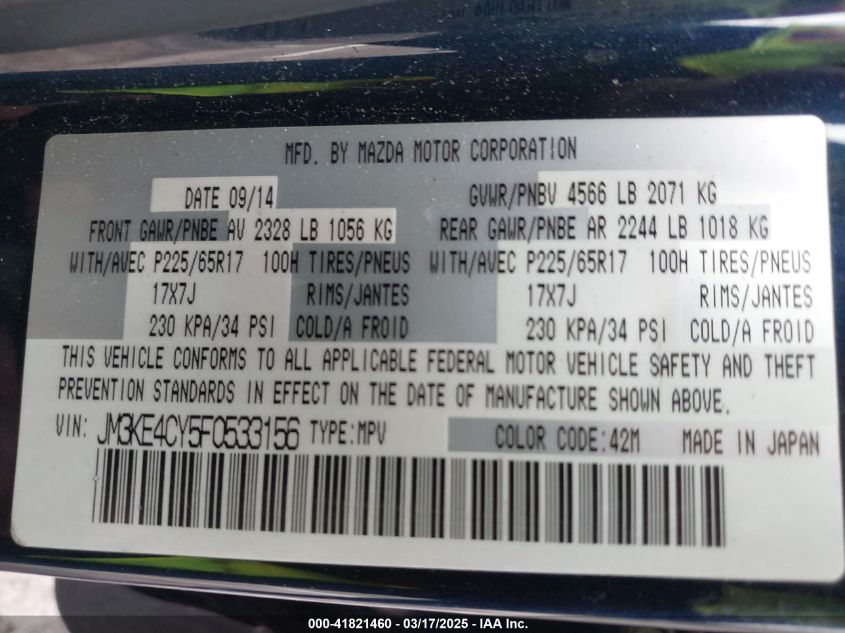 MFD. BY MAZDA MOTOR CORPORATION
DATE 09/14 GVWR/PNBV 4566 LB 2071 KG
FRONT GAWR/PNBE AV 2328 LB 1056 KG REAR GAWR/PNBE AR 2244 LB 1018 KG
WITH/AVEC P225/65R17 100H TIRES/PNEUS WITH/AVEC P225/65R17 100H TIRES/PNEUS
17X7J RIMS/JANTES 17X7J RIMS/JANTES
230 KPA/34 PSI COLD/A FROID 230 KPA/34 PSI COLD/A FROID
THIS VEHICLE CONFORMS TO ALL APPLICABLE FEDERAL MOTOR VEHICLE SAFETY AND THEFT
PREVENTION STANDARDS IN EFFECT ON THE DATE OF MANUFACTURE SHOWN ABOVE.
VIN: JM3KE4CY5F0533156 TYPE:MPV COLOR CODE:42M MADE IN JAPAN
000-41821460 - 03/17/2025 - IAA Inc.